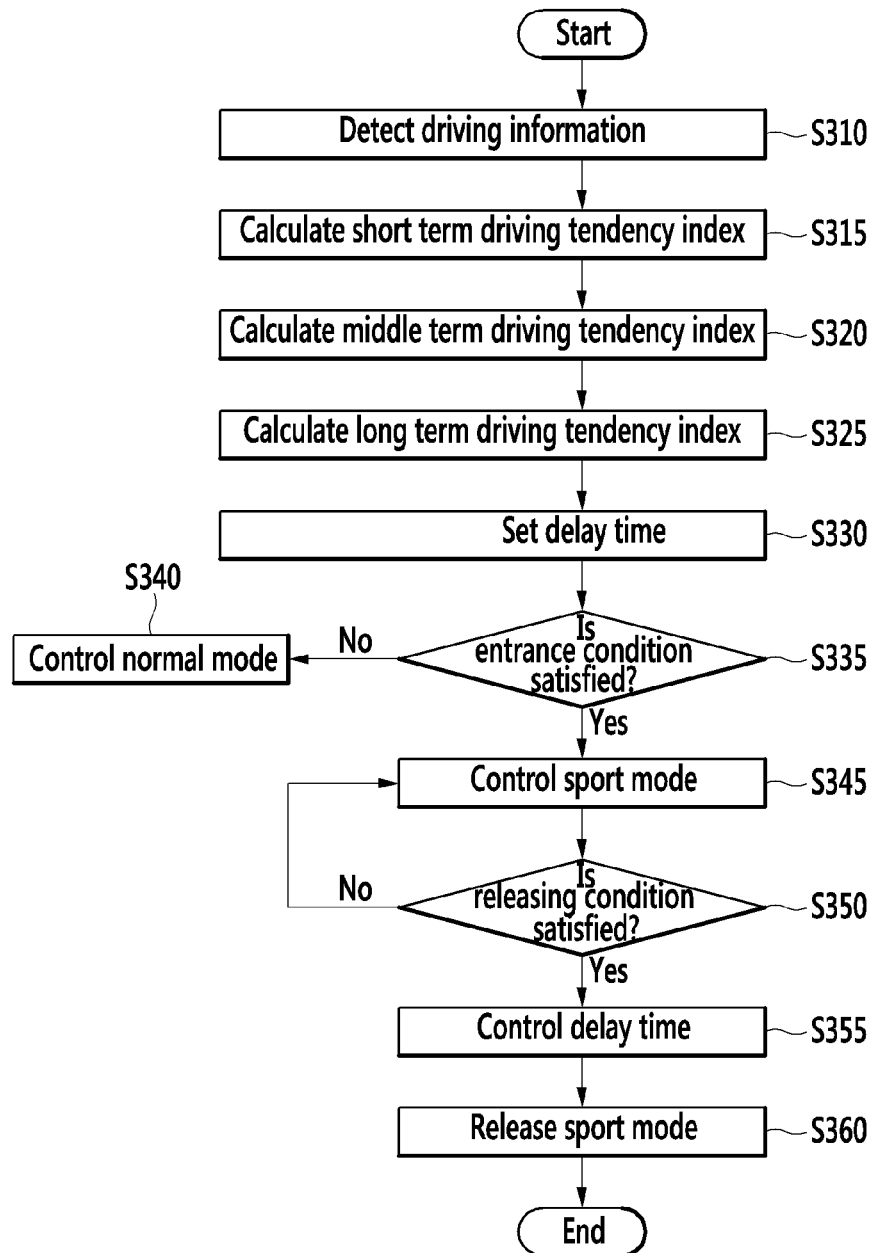 Start
Detect driving information
S310
Calculate short term driving tendency index
S315
Calculate middle term driving tendency index
S320
Calculate long term driving tendency index
S325
Set delay time
S330
S340
Control normal mode
No
Is
entrance condition
satisfied?
S335
Yes
Control sport mode
S345
No
Is
releasing condition
satisfied?
S350
Yes
Control delay time
S355
Release sport mode
S360
End